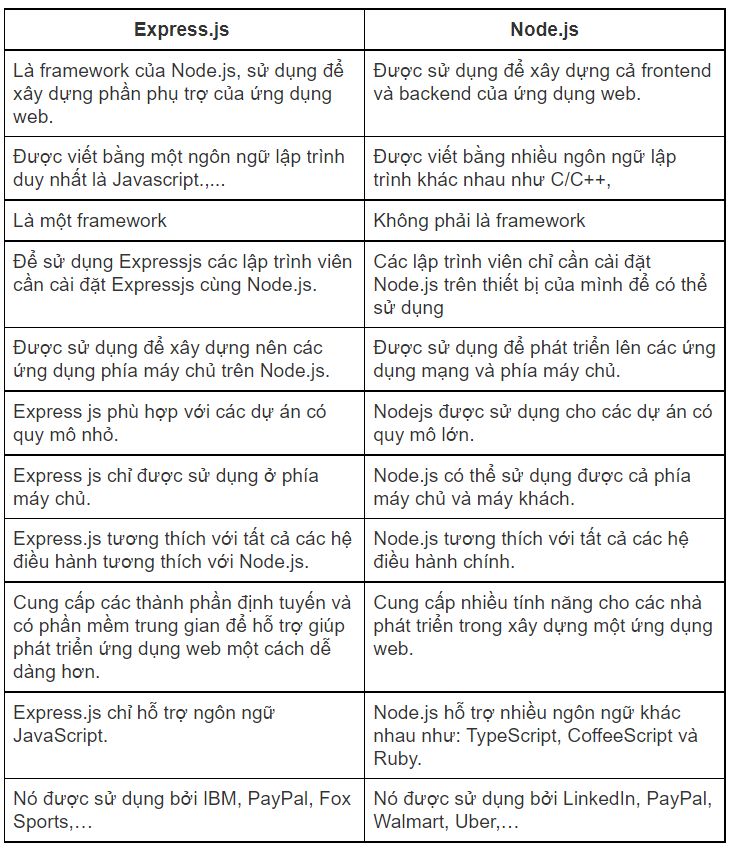 Express.js
Node.js
Là framework của Node.js, sử dụng để
xây dựng phần phụ trợ của ứng dụng
web.
Được sử dụng để xây dựng cả frontend
và backend của ứng dụng web.
Được viết bằng một ngôn ngữ lập trình
duy nhất là Javascript.,...
Được viết bằng nhiều ngôn ngữ lập
trình khác nhau như C/C++,
Là một framework
Không phải là framework
Để sử dụng Expressjs các lập trình viên
cần cài đặt Expressjs cùng Node.js.
Các lập trình viên chỉ cần cài đặt
Node.js trên thiết bị của mình để có thể
sử dụng
Được sử dụng để xây dựng nên các
ứng dụng phía máy chủ trên Node.js.
Được sử dụng để phát triển lên các ứng
dụng mạng và phía máy chủ.
Express js phù hợp với các dự án có
quy mô nhỏ.
Nodejs được sử dụng cho các dự án có
quy mô lớn.
Express js chỉ được sử dụng ở phía
máy chủ.
Node.js có thể sử dụng được cả phía
máy chủ và máy khách.
Express.js tương thích với tất cả các hệ
điều hành tương thích với Node.js.
Node.js tương thích với tất cả các hệ
điều hành chính.
Cung cấp các thành phần định tuyến và
có phần mềm trung gian để hỗ trợ giúp
phát triển ứng dụng web một cách dễ
dàng hơn.
Cung cấp nhiều tính năng cho các nhà
phát triển trong xây dựng một ứng dụng
web.
Express.js chỉ hỗ trợ ngôn ngữ
JavaScript.
Node.js hỗ trợ nhiều ngôn ngữ khác
nhau như: TypeScript, CoffeeScript và
Ruby.
Nó được sử dụng bởi IBM, PayPal, Fox
Sports,…
Nó được sử dụng bởi LinkedIn, PayPal,
Walmart, Uber,…